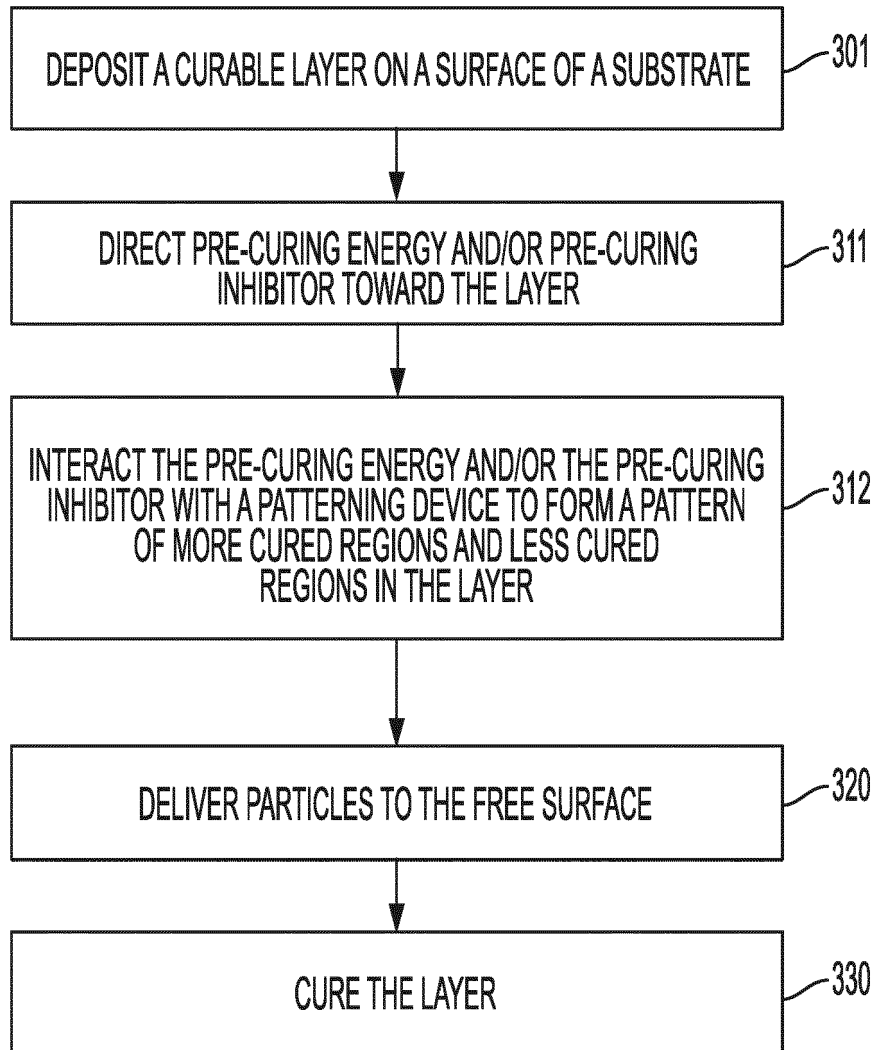 DEPOSIT A CURABLE LAYER ON A SURFACE OF A SUBSTRATE
301
DIRECT PRE-CURING ENERGY AND/OR PRE-CURING
INHIBITOR TOWARD THE LAYER
311
INTERACT THE PRE-CURING ENERGY AND/OR THE PRE-CURING
INHIBITOR WITH A PATTERNING DEVICE TO FORM A PATTERN
OF MORE CURED REGIONS AND LESS CURED
REGIONS IN THE LAYER
312
DELIVER PARTICLES TO THE FREE SURFACE
320
CURE THE LAYER
330